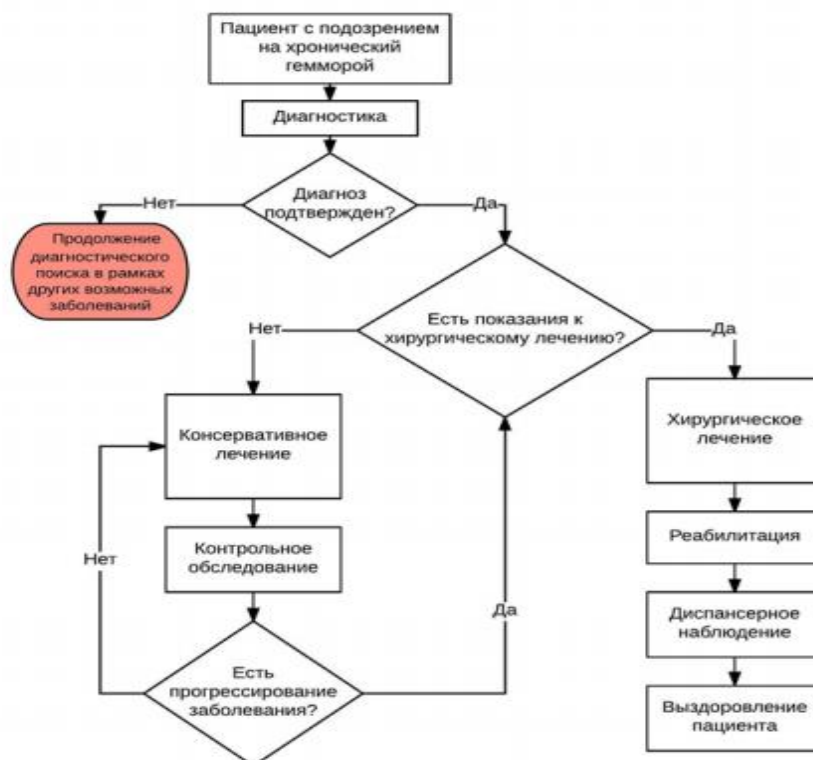 Пациент с подозрением
на хронический
гемморой
Диагностика
Диагноз
подтвержден?
Нет
Да
Продолжение
диагностического
поиска в рамках
других возможных
заболеваний
Есть показания к
хирургическому лечению?
Нет
Да
Консервативное
лечение
Хирургическое
лечение
Контрольное
обследование
Реабилитация
Нет
Да
Диспансерное
наблюдение
Есть
прогрессирование
заболевания?
Выздоровление
пациента